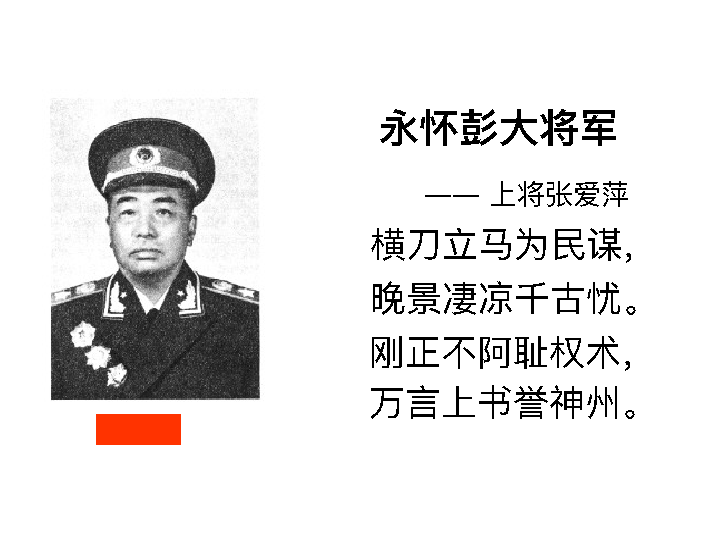 永怀彭大将军
—— 上将张爱萍
横刀立马为民谋，
晚景凄凉千古忧。
刚正不阿耻权术，
万言上书誉神州。